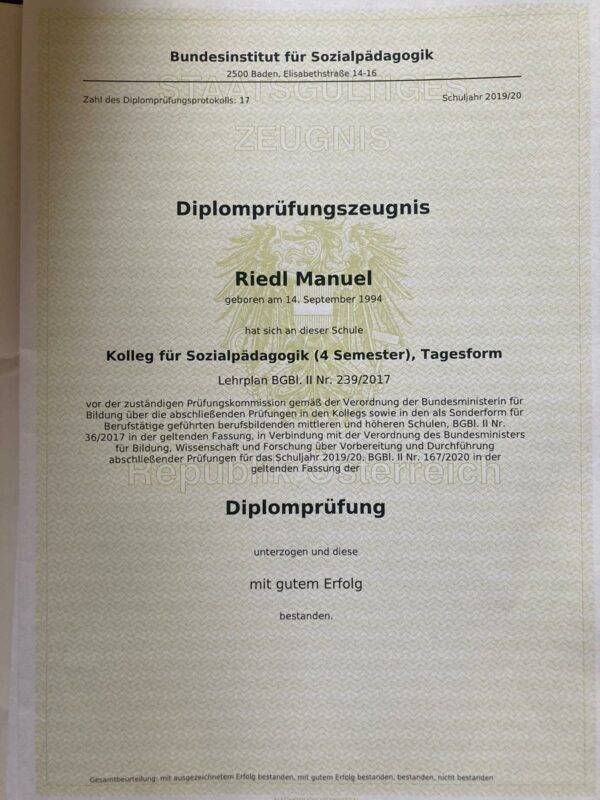 Bundesinstitut für Sozialpädagogik
2500 Baden, Elisabethstraße 14-16
STAATSGÜLTIGES
Zahl des Diplomprüfungsprotokolls: 17
Schuljahr 2019/20
ZEUGNIS
Diplomprüfungszeugnis
Riedl Manuel
geboren am 14. September 1994
hat sich an dieser Schule
Kolleg für Sozialpädagogik (4 Semester), Tagesform
Lehrplan BGBl. II Nr. 239/2017
vor der zuständigen Prüfungskommission gemäß der Verordnung der Bundesministerin für
Bildung über die abschließenden Prüfungen in den Kollegs sowie in den als Sonderform für
Berufstätige geführten berufsbildenden mittleren und höheren Schulen, BGBl. II Nr.
36/2017 in der geltenden Fassung, in Verbindung mit der Verordnung des Bundesministers
für Bildung, Wissenschaft und Forschung über Vorbereitung und Durchführung
abschließender Prüfungen für das Schuljahr 2019/20, BGBl. II Nr. 167/2020 in der
geltenden Fassung der
Republik Österreich
Diplomprüfung
unterzogen und diese
mit gutem Erfolg
bestanden.
Gesamtbeurteilung: mit ausgezeichnetem Erfolg bestanden, mit gutem Erfolg bestanden, bestanden, nicht bestanden